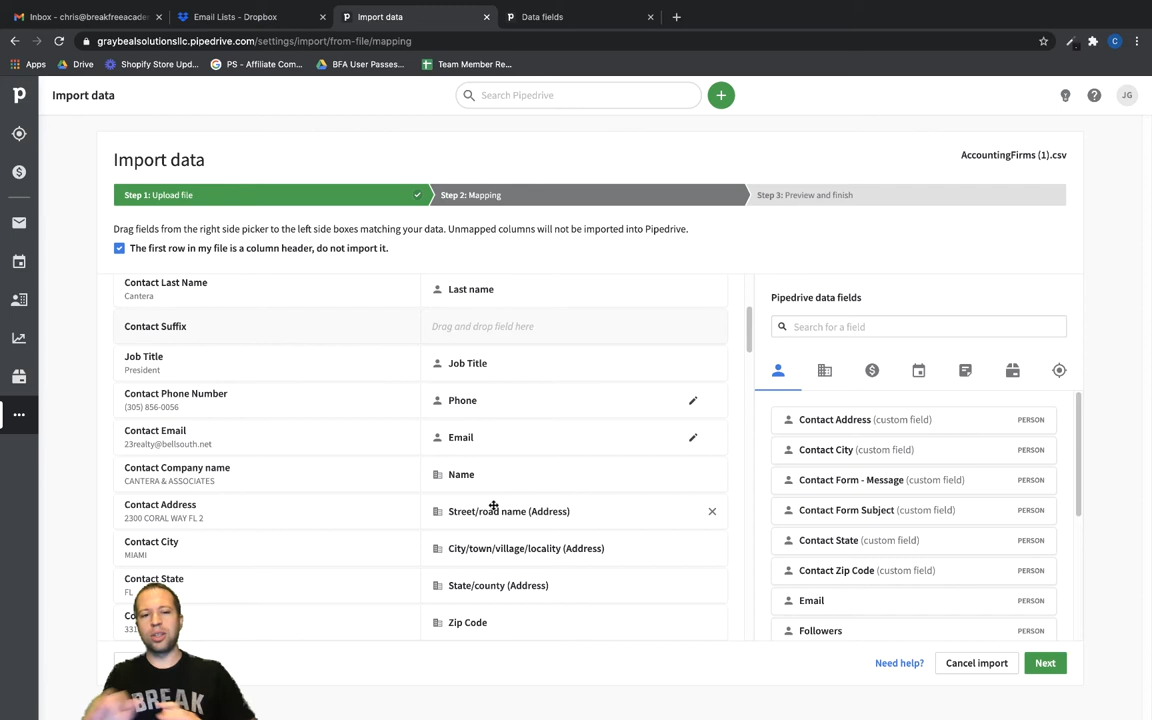 Inbox - chris@breakfreeacade
Email Lists - Dropbox
Import data
Data fields
graybealsolutionsllc.pipedrive.com/settings/import/from-file/mapping
C
Apps
Drive
Shopify Store Upd...
PS - Affiliate Com...
BFA User Passes...
Team Member Re...
Import data
Search Pipedrive
JG
Import data
AccountingFirms (1).csv
Step 1: Upload file
Step 2: Mapping
Step 3: Preview and finish
Drag fields from the right side picker to the left side boxes matching your data. Unmapped columns will not be imported into Pipedrive.
The first row in my file is a column header, do not import it.
Contact Last Name
Cantera
Last name
Contact Suffix
Drag and drop field here
Job Title
President
Job Title
Contact Phone Number
(305) 856-0056
Phone
Contact Email
23realty@bellsouth.net
Email
Contact Company name
CANTERA & ASSOCIATES
Name
Contact Address
2300 CORAL WAY FL 2
Street/road name (Address)
Contact City
MIAMI
City/town/village/locality (Address)
Contact State
FL
State/county (Address)
Zip Code
Pipedrive data fields
Search for a field
Contact Address (custom field) PERSON
Contact City (custom field) PERSON
Contact Form - Message (custom field) PERSON
Contact Form Subject (custom field) PERSON
Contact State (custom field) PERSON
Contact Zip Code (custom field) PERSON
Email PERSON
Followers PERSON
Need help?
Cancel import
Next
BREAK